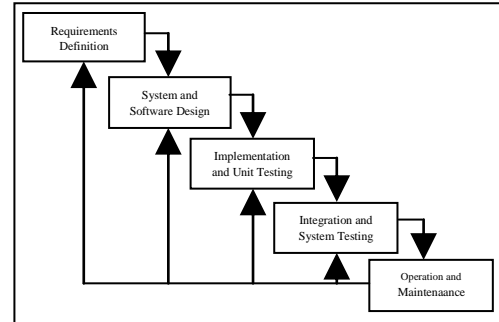 Requirements
Definition
System and
Software Design
Implementation
and Unit Testing
Integration and
System Testing
Operation and
Maintenaance